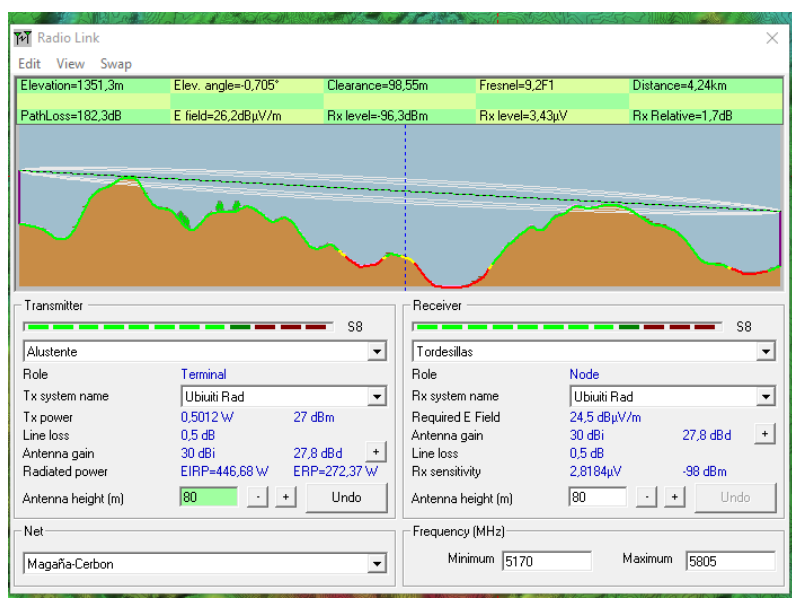 Radio Link
Edit View Swap
Elevation=1351,3m Elev. angle=-0,705° Clearance=98,55m Fresnel=9,2F1 Distance=4,24km
PathLoss=182,3dB E field=26,2dBµV/m Rx level=-96,3dBm Rx level=3,43µV Rx Relative=1,7dB
Transmitter
S8
Alustente
Role Terminal
Tx system name Ubiuiti Rad
Tx power 0,5012 W 27 dBm
Line loss 0,5 dB
Antenna gain 30 dBi 27,8 dBd +
Radiated power EIRP=446,68 W ERP=272,37 W
Antenna height (m) 80 - + Undo
Net
Magaña-Cerbon
Receiver
S8
Tordesillas
Role Node
Rx system name Ubiuiti Rad
Required E Field 24,5 dBµV/m
Antenna gain 30 dBi 27,8 dBd +
Line loss 0,5 dB
Rx sensitivity 2,8184µV -98 dBm
Antenna height (m) 80 - + Undo
Frequency (MHz)
Minimum 5170 Maximum 5805